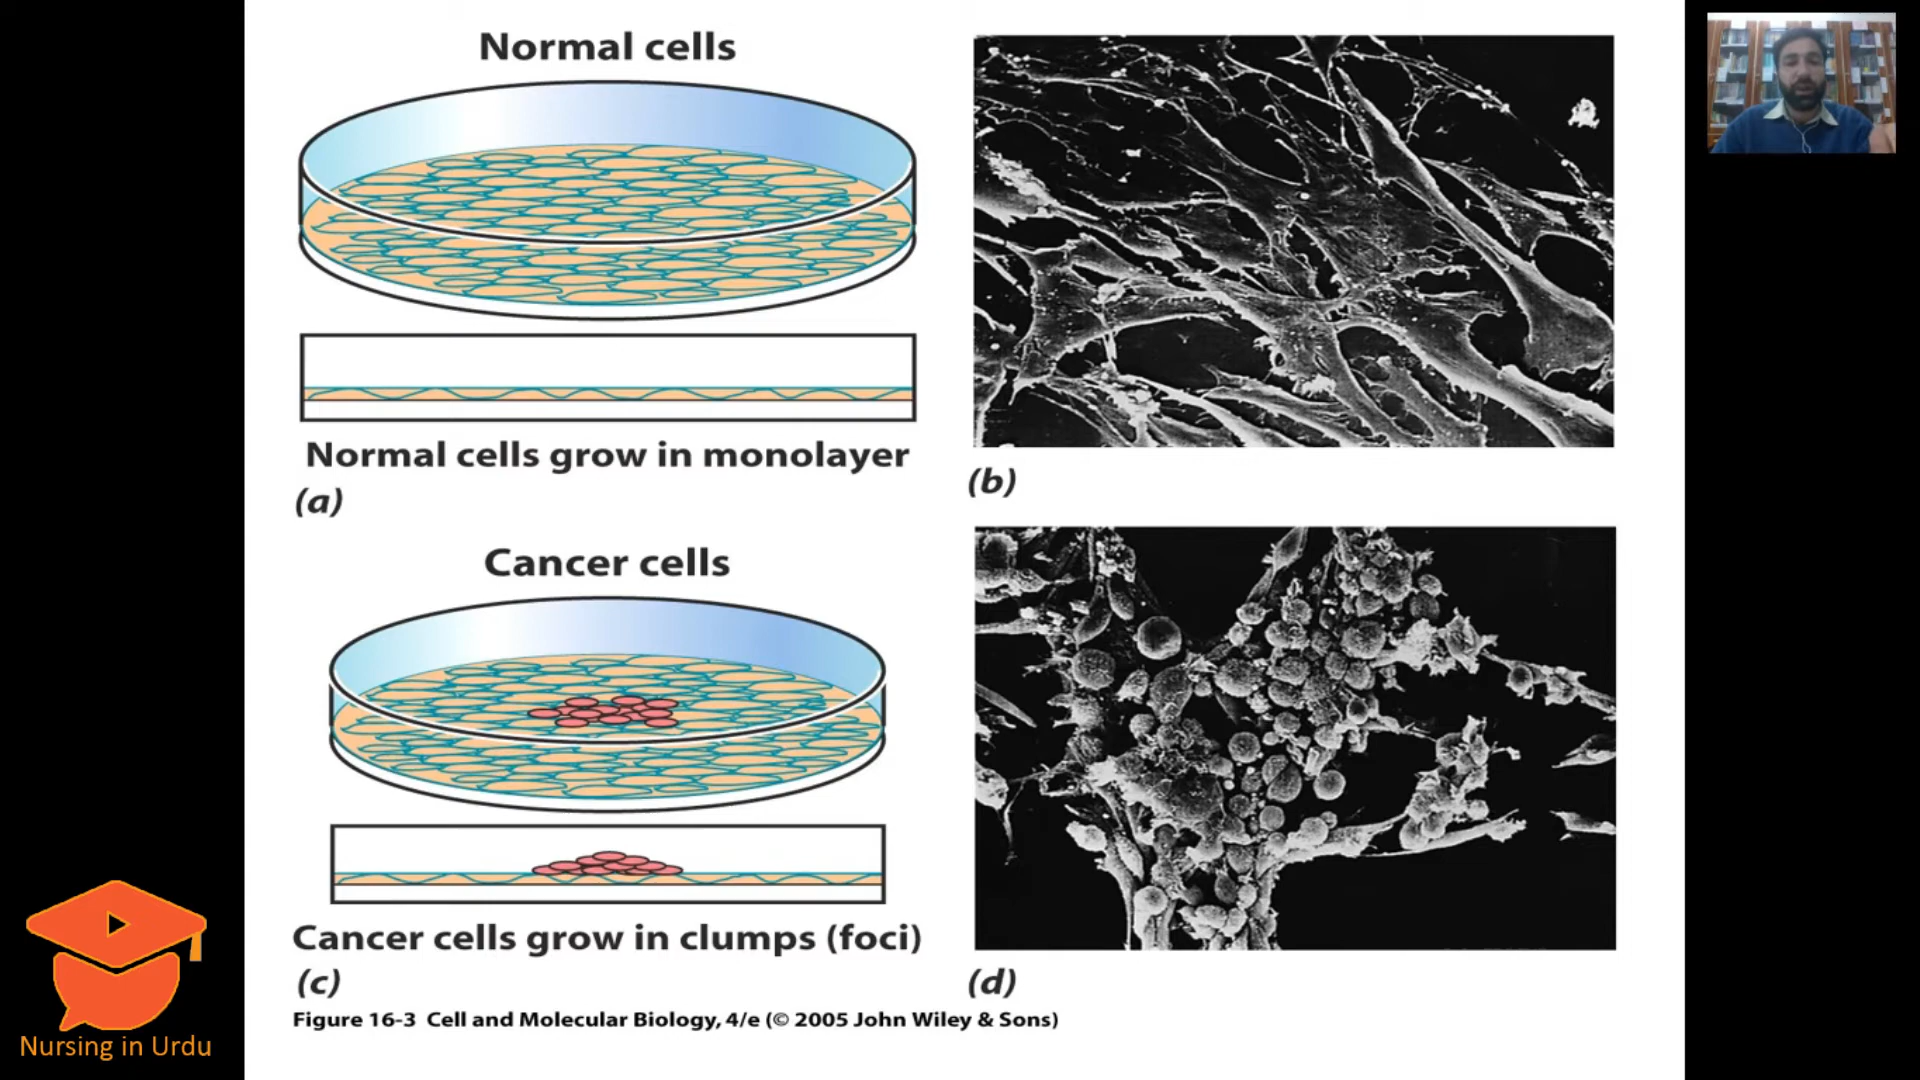 Normal cells
Normal cells grow in monolayer
(a)
(b)
Cancer cells
Cancer cells grow in clumps (foci)
(c)
(d)
Figure 16-3 Cell and Molecular Biology, 4/e (© 2005 John Wiley & Sons)
Nursing in Urdu